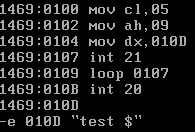 1469:0100 mov cl,05
1469:0102 mov ah,09
1469:0104 mov dx,010D
1469:0107 int 21
1469:0109 loop 0107
1469:010B int 20
1469:010D
-e 010D "test $"